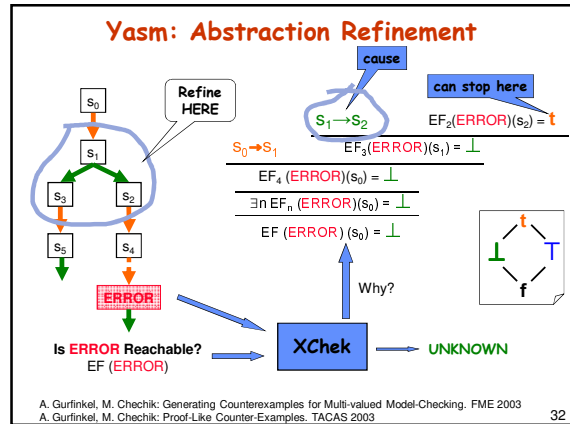 Yasm: Abstraction Refinement
cause
can stop here
Refine
HERE
s0
s1
s3
s2
s5
s4
ERROR
s1→s2
EF2(ERROR)(s2) = t
s0→s1
EF3(ERROR)(s1) = ⊥
EF4 (ERROR)(s0) = ⊥
∃n EFn (ERROR)(s0) = ⊥
EF (ERROR) (s0) = ⊥
t
⊥
⊤
f
Why?
Is ERROR Reachable?
EF (ERROR)
XChek
UNKNOWN
A. Gurfinkel, M. Chechik: Generating Counterexamples for Multi-valued Model-Checking. FME 2003
A. Gurfinkel, M. Chechik: Proof-Like Counter-Examples. TACAS 2003
32